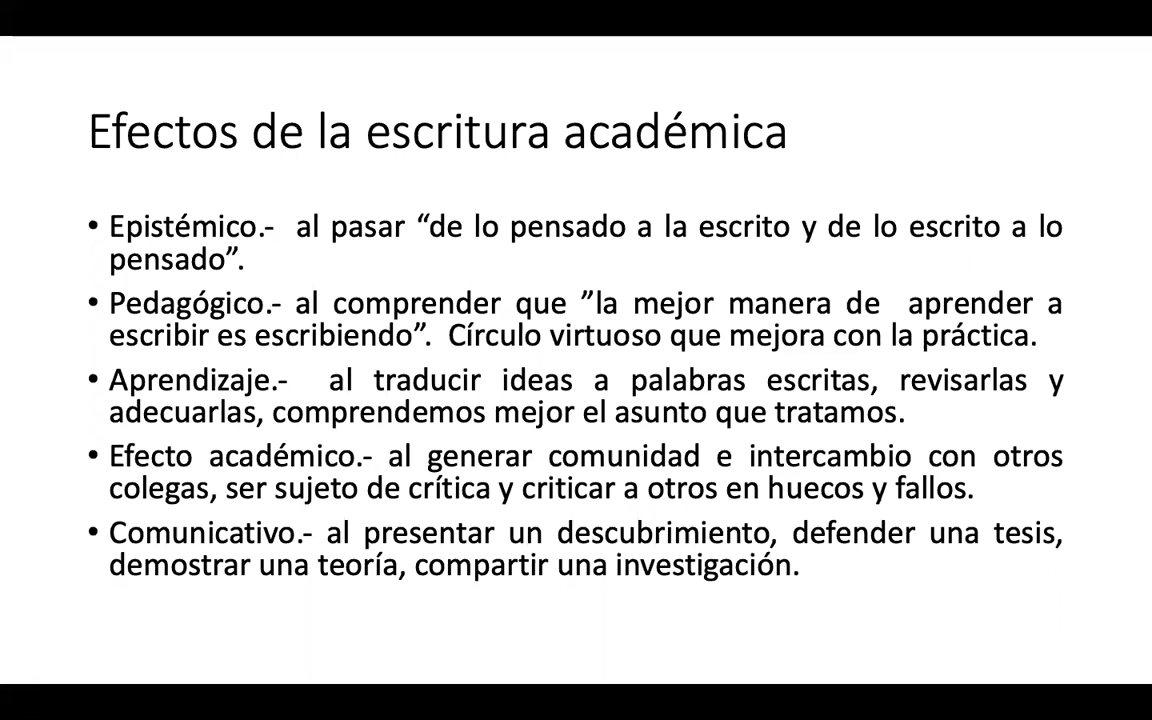 Efectos de la escritura académica
• Epistémico.- al pasar “de lo pensado a la escrito y de lo escrito a lo
pensado”.
• Pedagógico.- al comprender que ”la mejor manera de aprender a
escribir es escribiendo”. Círculo virtuoso que mejora con la práctica.
• Aprendizaje.- al traducir ideas a palabras escritas, revisarlas y
adecuarlas, comprendemos mejor el asunto que tratamos.
• Efecto académico.- al generar comunidad e intercambio con otros
colegas, ser sujeto de crítica y criticar a otros en huecos y fallos.
• Comunicativo.- al presentar un descubrimiento, defender una tesis,
demostrar una teoría, compartir una investigación.